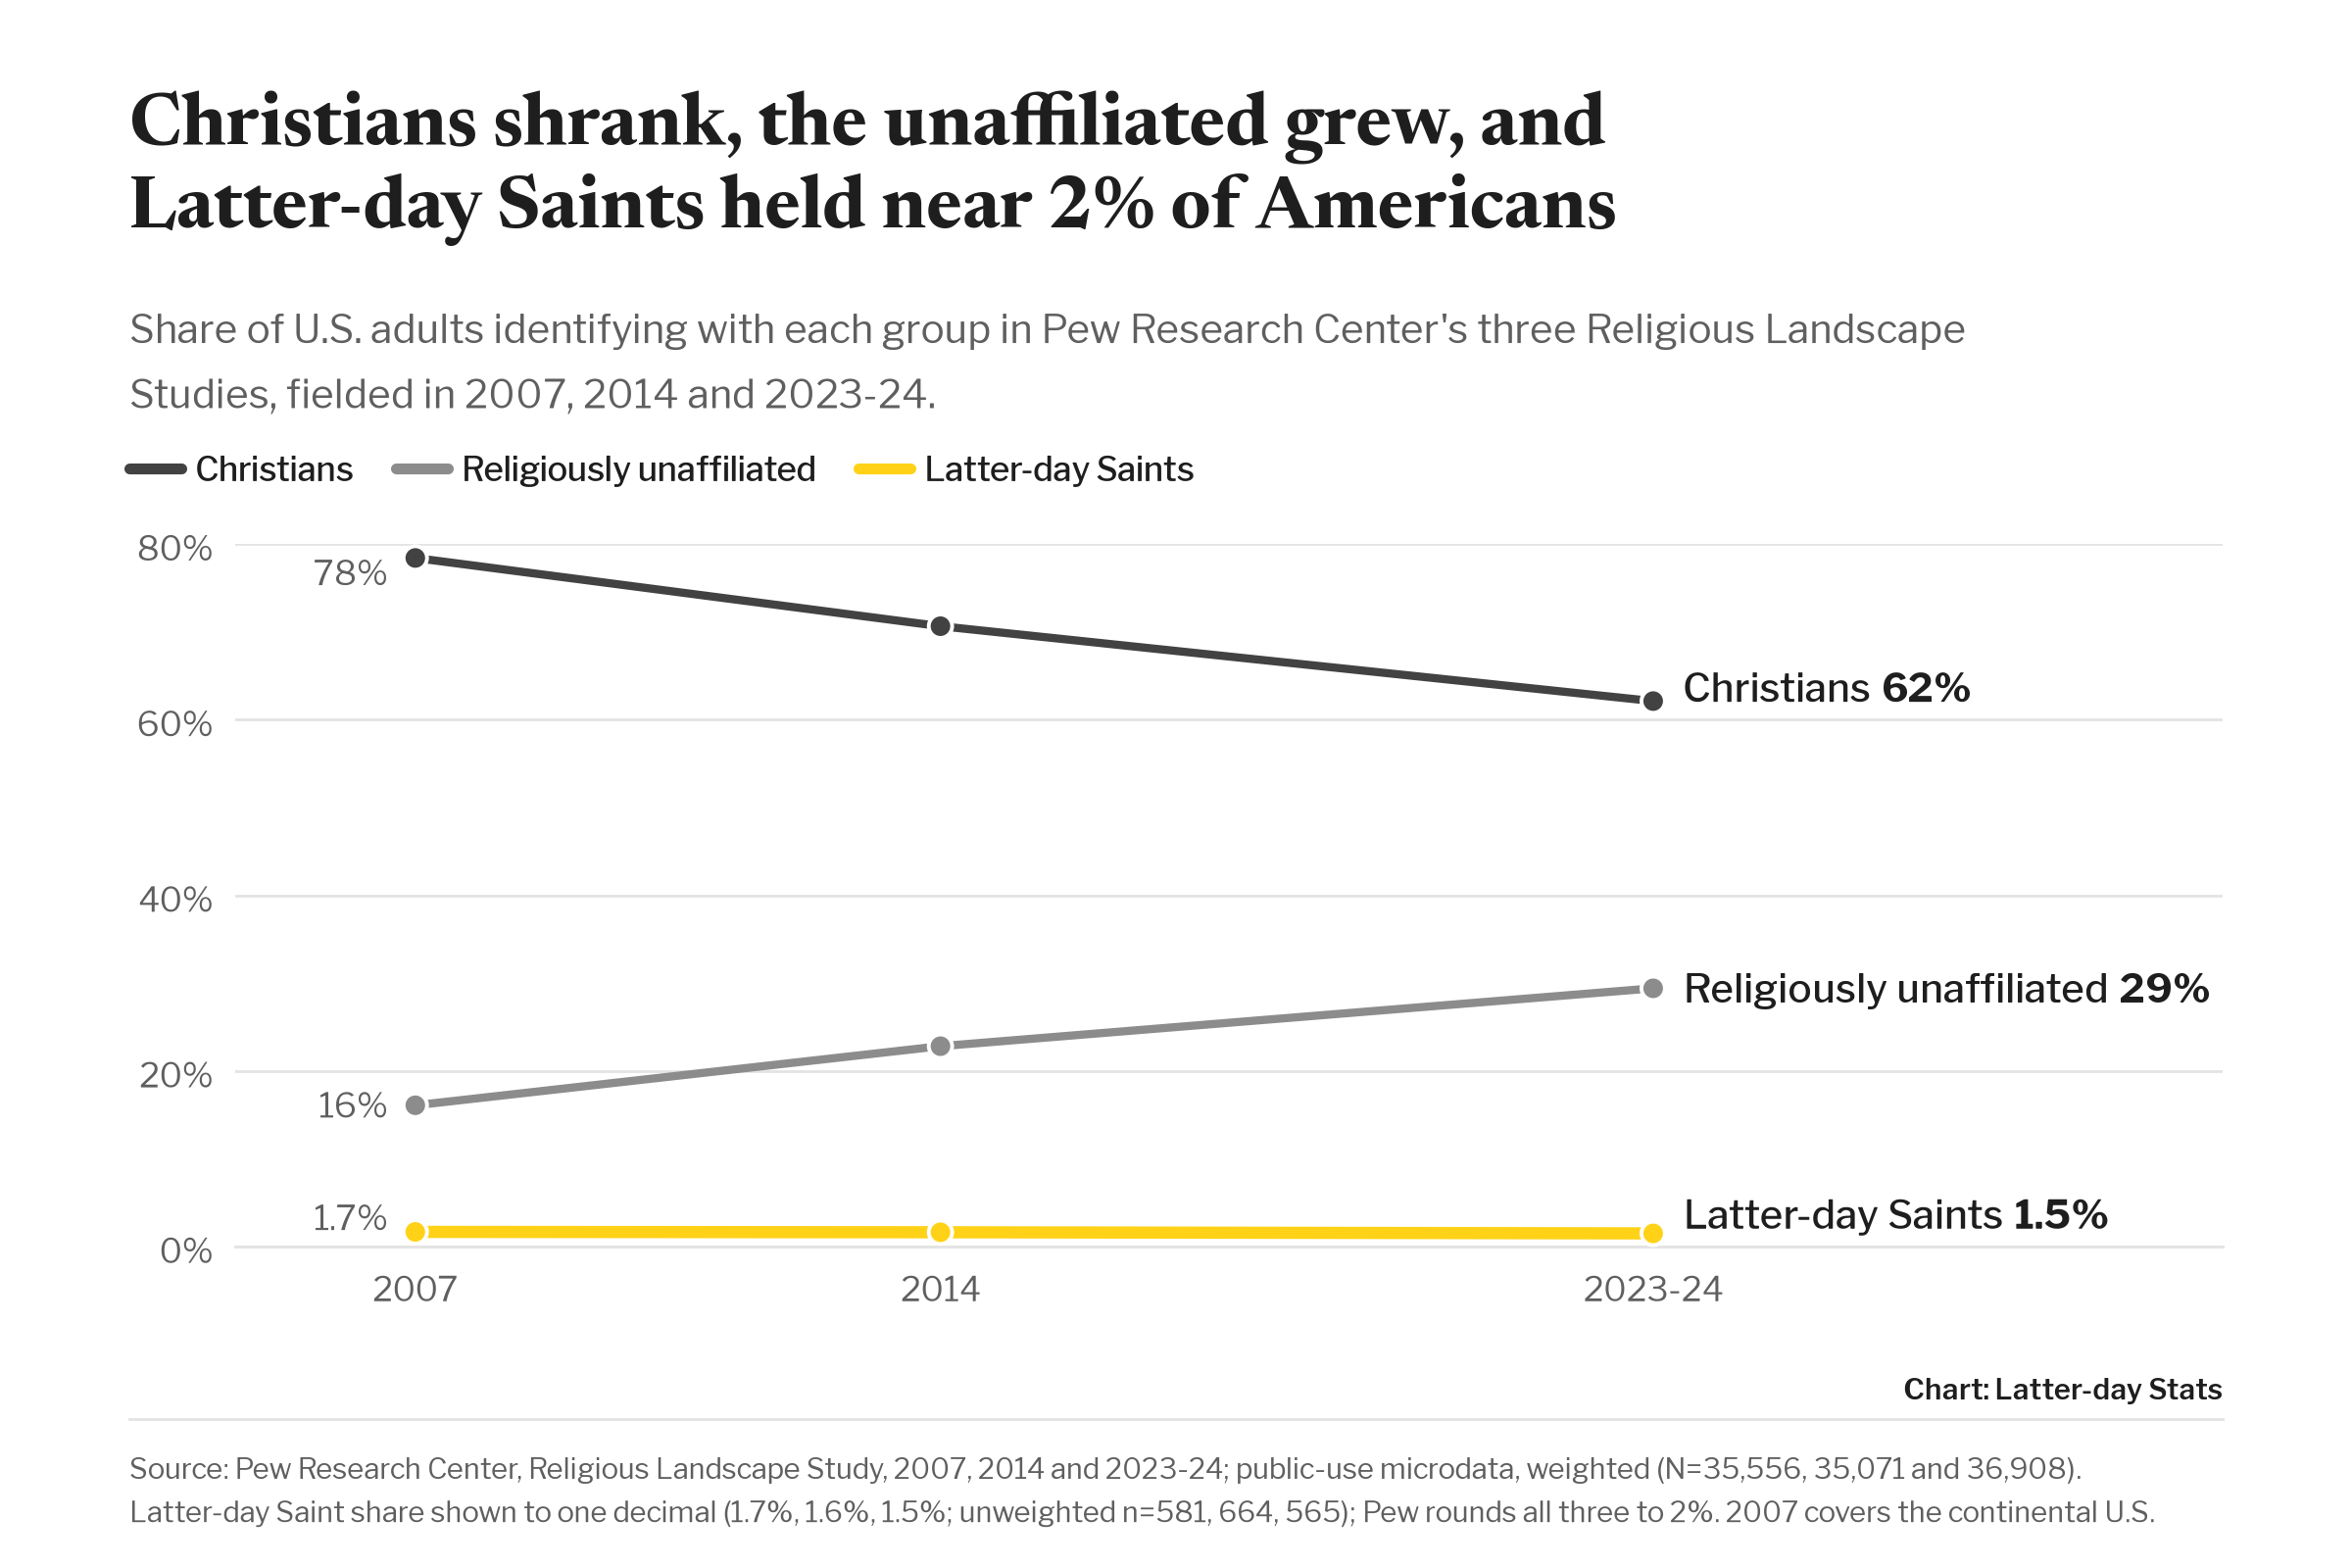 Christians shrank, the unaffiliated grew, and
Latter-day Saints held near 2% of Americans
Share of U.S. adults identifying with each group in Pew Research Center's three Religious Landscape
Studies, fielded in 2007, 2014 and 2023-24.
Christians Religiously unaffiliated Latter-day Saints
80%
78%
Christians 62%
60%
40%
Religiously unaffiliated 29%
20%
16%
1.7%
Latter-day Saints 1.5%
0%
2007 2014 2023-24
Chart: Latter-day Stats
Source: Pew Research Center, Religious Landscape Study, 2007, 2014 and 2023-24; public-use microdata, weighted (N=35,556, 35,071 and 36,908).
Latter-day Saint share shown to one decimal (1.7%, 1.6%, 1.5%; unweighted n=581, 664, 565); Pew rounds all three to 2%. 2007 covers the continental U.S.